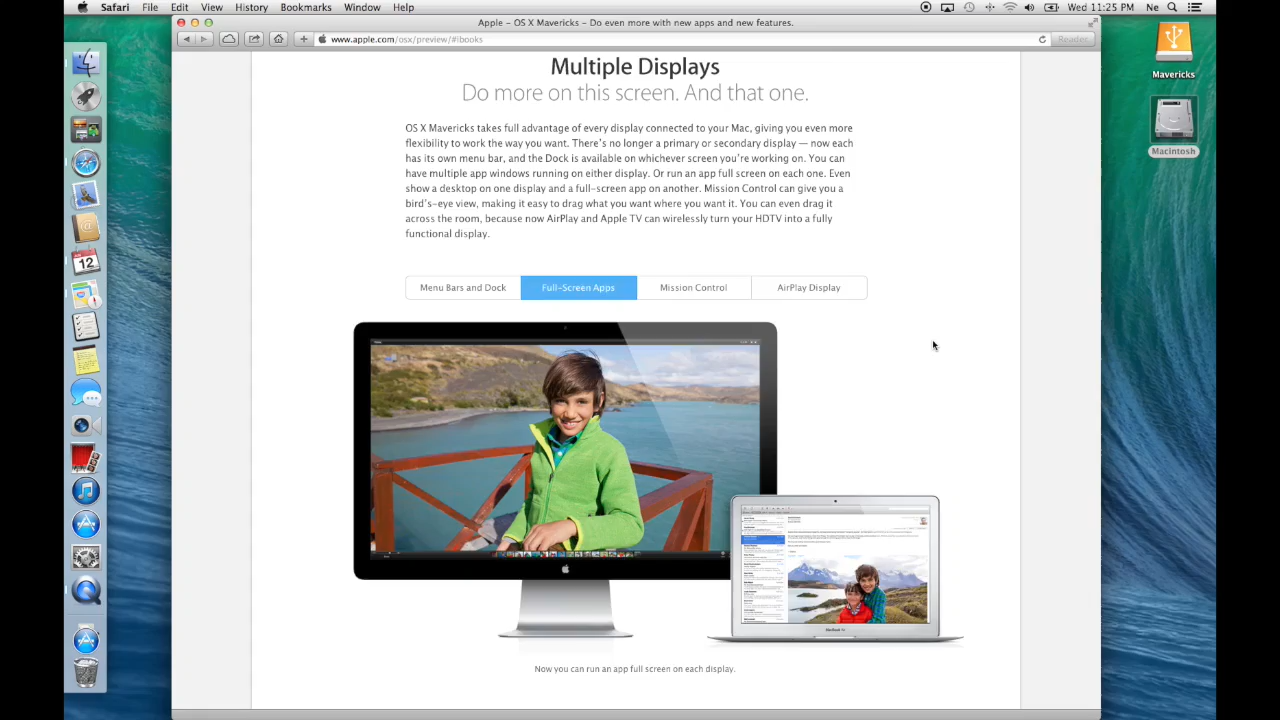 Safari File Edit View History Bookmarks Window Help Wed 11:25 PM Ne
Apple – OS X Mavericks – Do even more with new apps and new features.
www.apple.com/osx/preview/#ibooks
Reader
Mavericks
Macintosh
Multiple Displays
Do more on this screen. And that one.
OS X Mavericks takes full advantage of every display connected to your Mac, giving you even more
flexibility to work the way you want. There's no longer a primary or secondary display — now each
has its own menu bar, and the Dock is available on whichever screen you're working on. You can
have multiple app windows running on either display. Or run an app full screen on each one. Even
show a desktop on one display and a full-screen app on another. Mission Control can give you a
bird's-eye view, making it easy to drag what you want where you want it. You can even drag it
across the room, because now AirPlay and Apple TV can wirelessly turn your HDTV into a fully
functional display.
Menu Bars and Dock Full-Screen Apps Mission Control AirPlay Display
12
Now you can run an app full screen on each display.